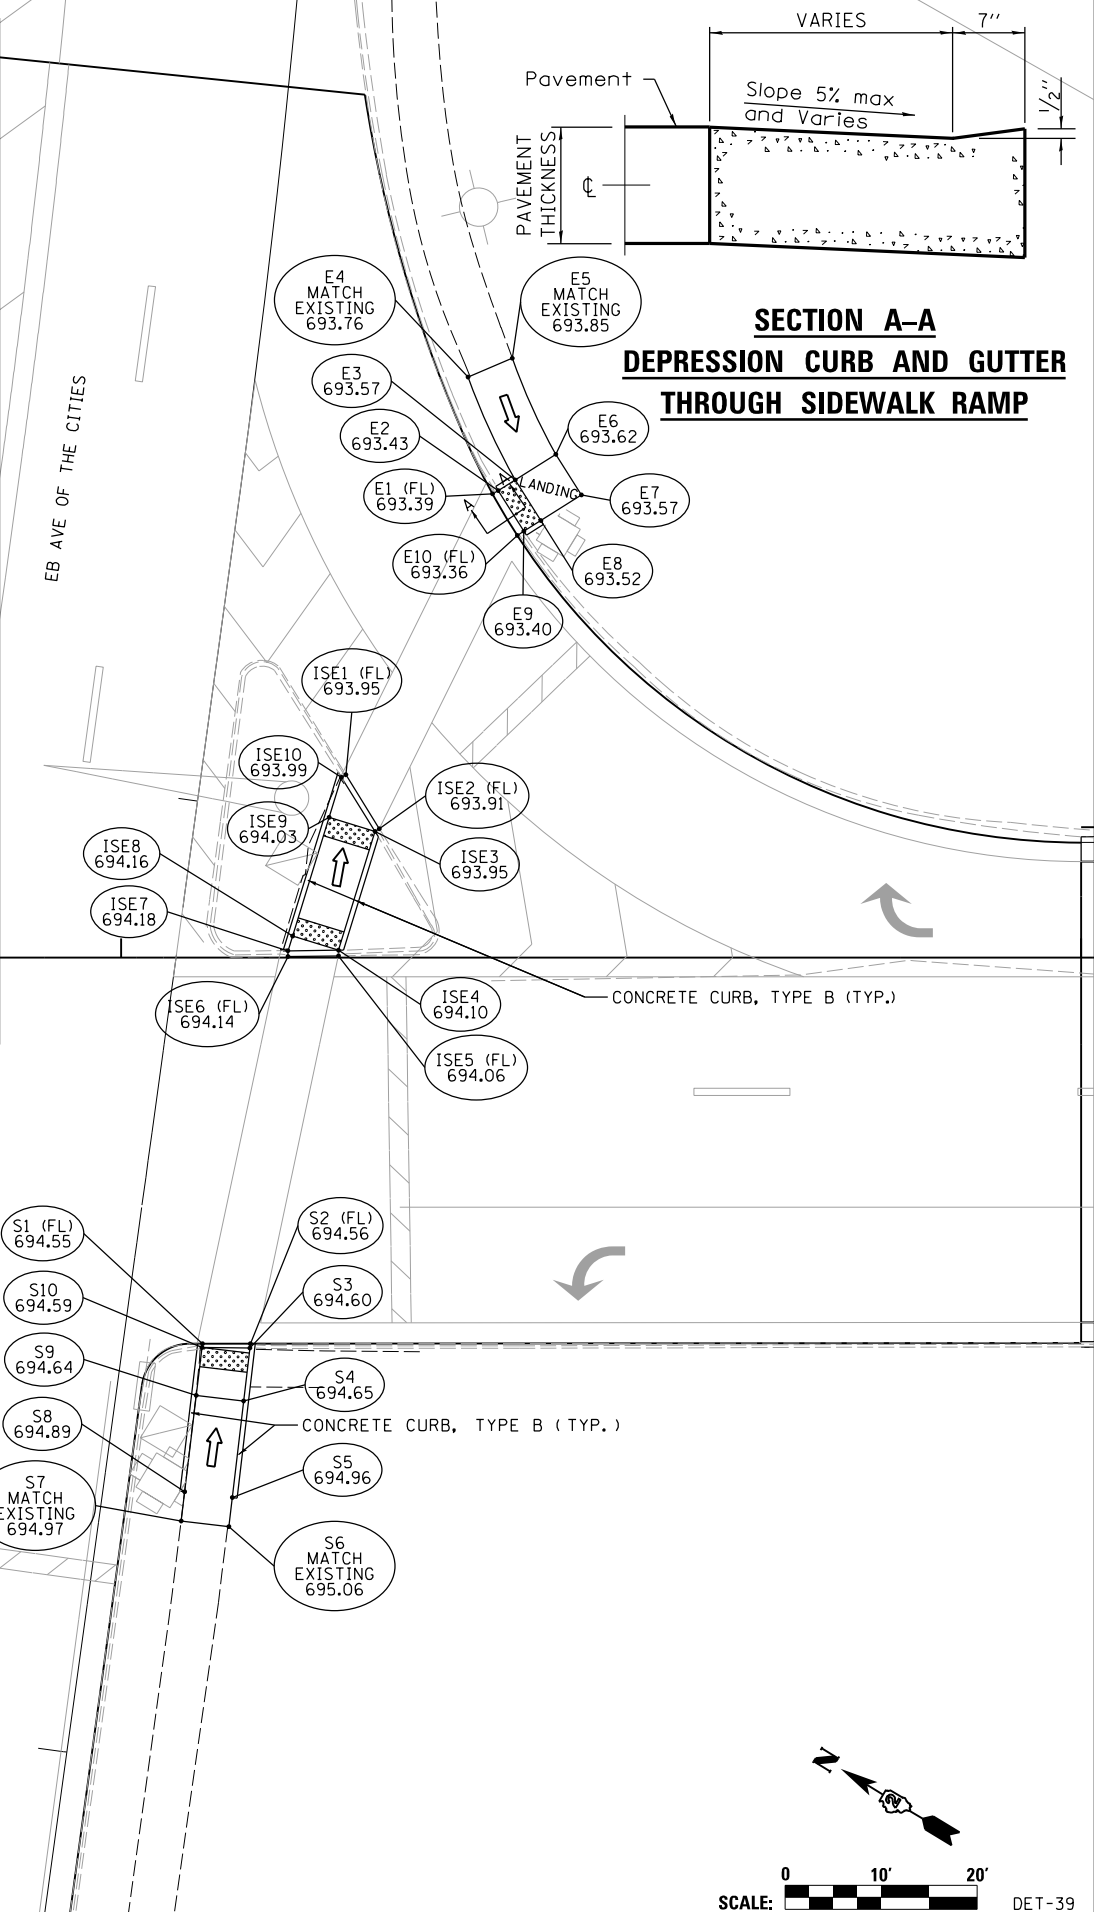 VARIES
7''
Pavement
Slope 5% max
and Varies
1/2''
PAVEMENT
THICKNESS
℄
SECTION A-A
DEPRESSION CURB AND GUTTER
THROUGH SIDEWALK RAMP
E4
MATCH
EXISTING
693.76
E5
MATCH
EXISTING
693.85
E3
693.57
E2
693.43
E6
693.62
E1 (FL)
693.39
A
A
LANDING
E7
693.57
E10 (FL)
693.36
E8
693.52
E9
693.40
EB AVE OF THE CITIES
ISE1 (FL)
693.95
ISE10
693.99
ISE2 (FL)
693.91
ISE9
694.03
ISE8
694.16
ISE3
693.95
ISE7
694.18
ISE6 (FL)
694.14
ISE4
694.10
CONCRETE CURB, TYPE B (TYP.)
ISE5 (FL)
694.06
S1 (FL)
694.55
S2 (FL)
694.56
S10
694.59
S3
694.60
S9
694.64
S4
694.65
S8
694.89
CONCRETE CURB, TYPE B (TYP.)
S5
694.96
S7
MATCH
EXISTING
694.97
S6
MATCH
EXISTING
695.06
N
2
0 10' 20'
SCALE:
DET-39